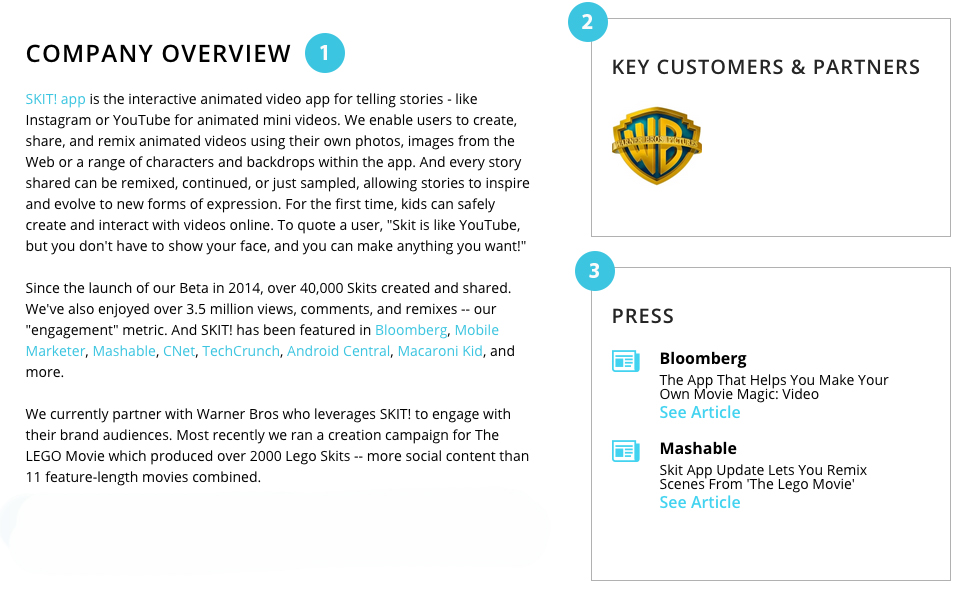 COMPANY OVERVIEW 1
SKIT! app is the interactive animated video app for telling stories - like
Instagram or YouTube for animated mini videos. We enable users to create,
share, and remix animated videos using their own photos, images from the
Web or a range of characters and backdrops within the app. And every story
shared can be remixed, continued, or just sampled, allowing stories to inspire
and evolve to new forms of expression. For the first time, kids can safely
create and interact with videos online. To quote a user, "Skit is like YouTube,
but you don't have to show your face, and you can make anything you want!"
Since the launch of our Beta in 2014, over 40,000 Skits created and shared.
We've also enjoyed over 3.5 million views, comments, and remixes -- our
"engagement" metric. And SKIT! has been featured in Bloomberg, Mobile
Marketer, Mashable, CNet, TechCrunch, Android Central, Macaroni Kid, and
more.
We currently partner with Warner Bros who leverages SKIT! to engage with
their brand audiences. Most recently we ran a creation campaign for The
LEGO Movie which produced over 2000 Lego Skits -- more social content than
11 feature-length movies combined.
2
KEY CUSTOMERS & PARTNERS
WB
WARNER BROS PICTURES
3
PRESS
Bloomberg
The App That Helps You Make Your
Own Movie Magic: Video
See Article
Mashable
Skit App Update Lets You Remix
Scenes From 'The Lego Movie'
See Article